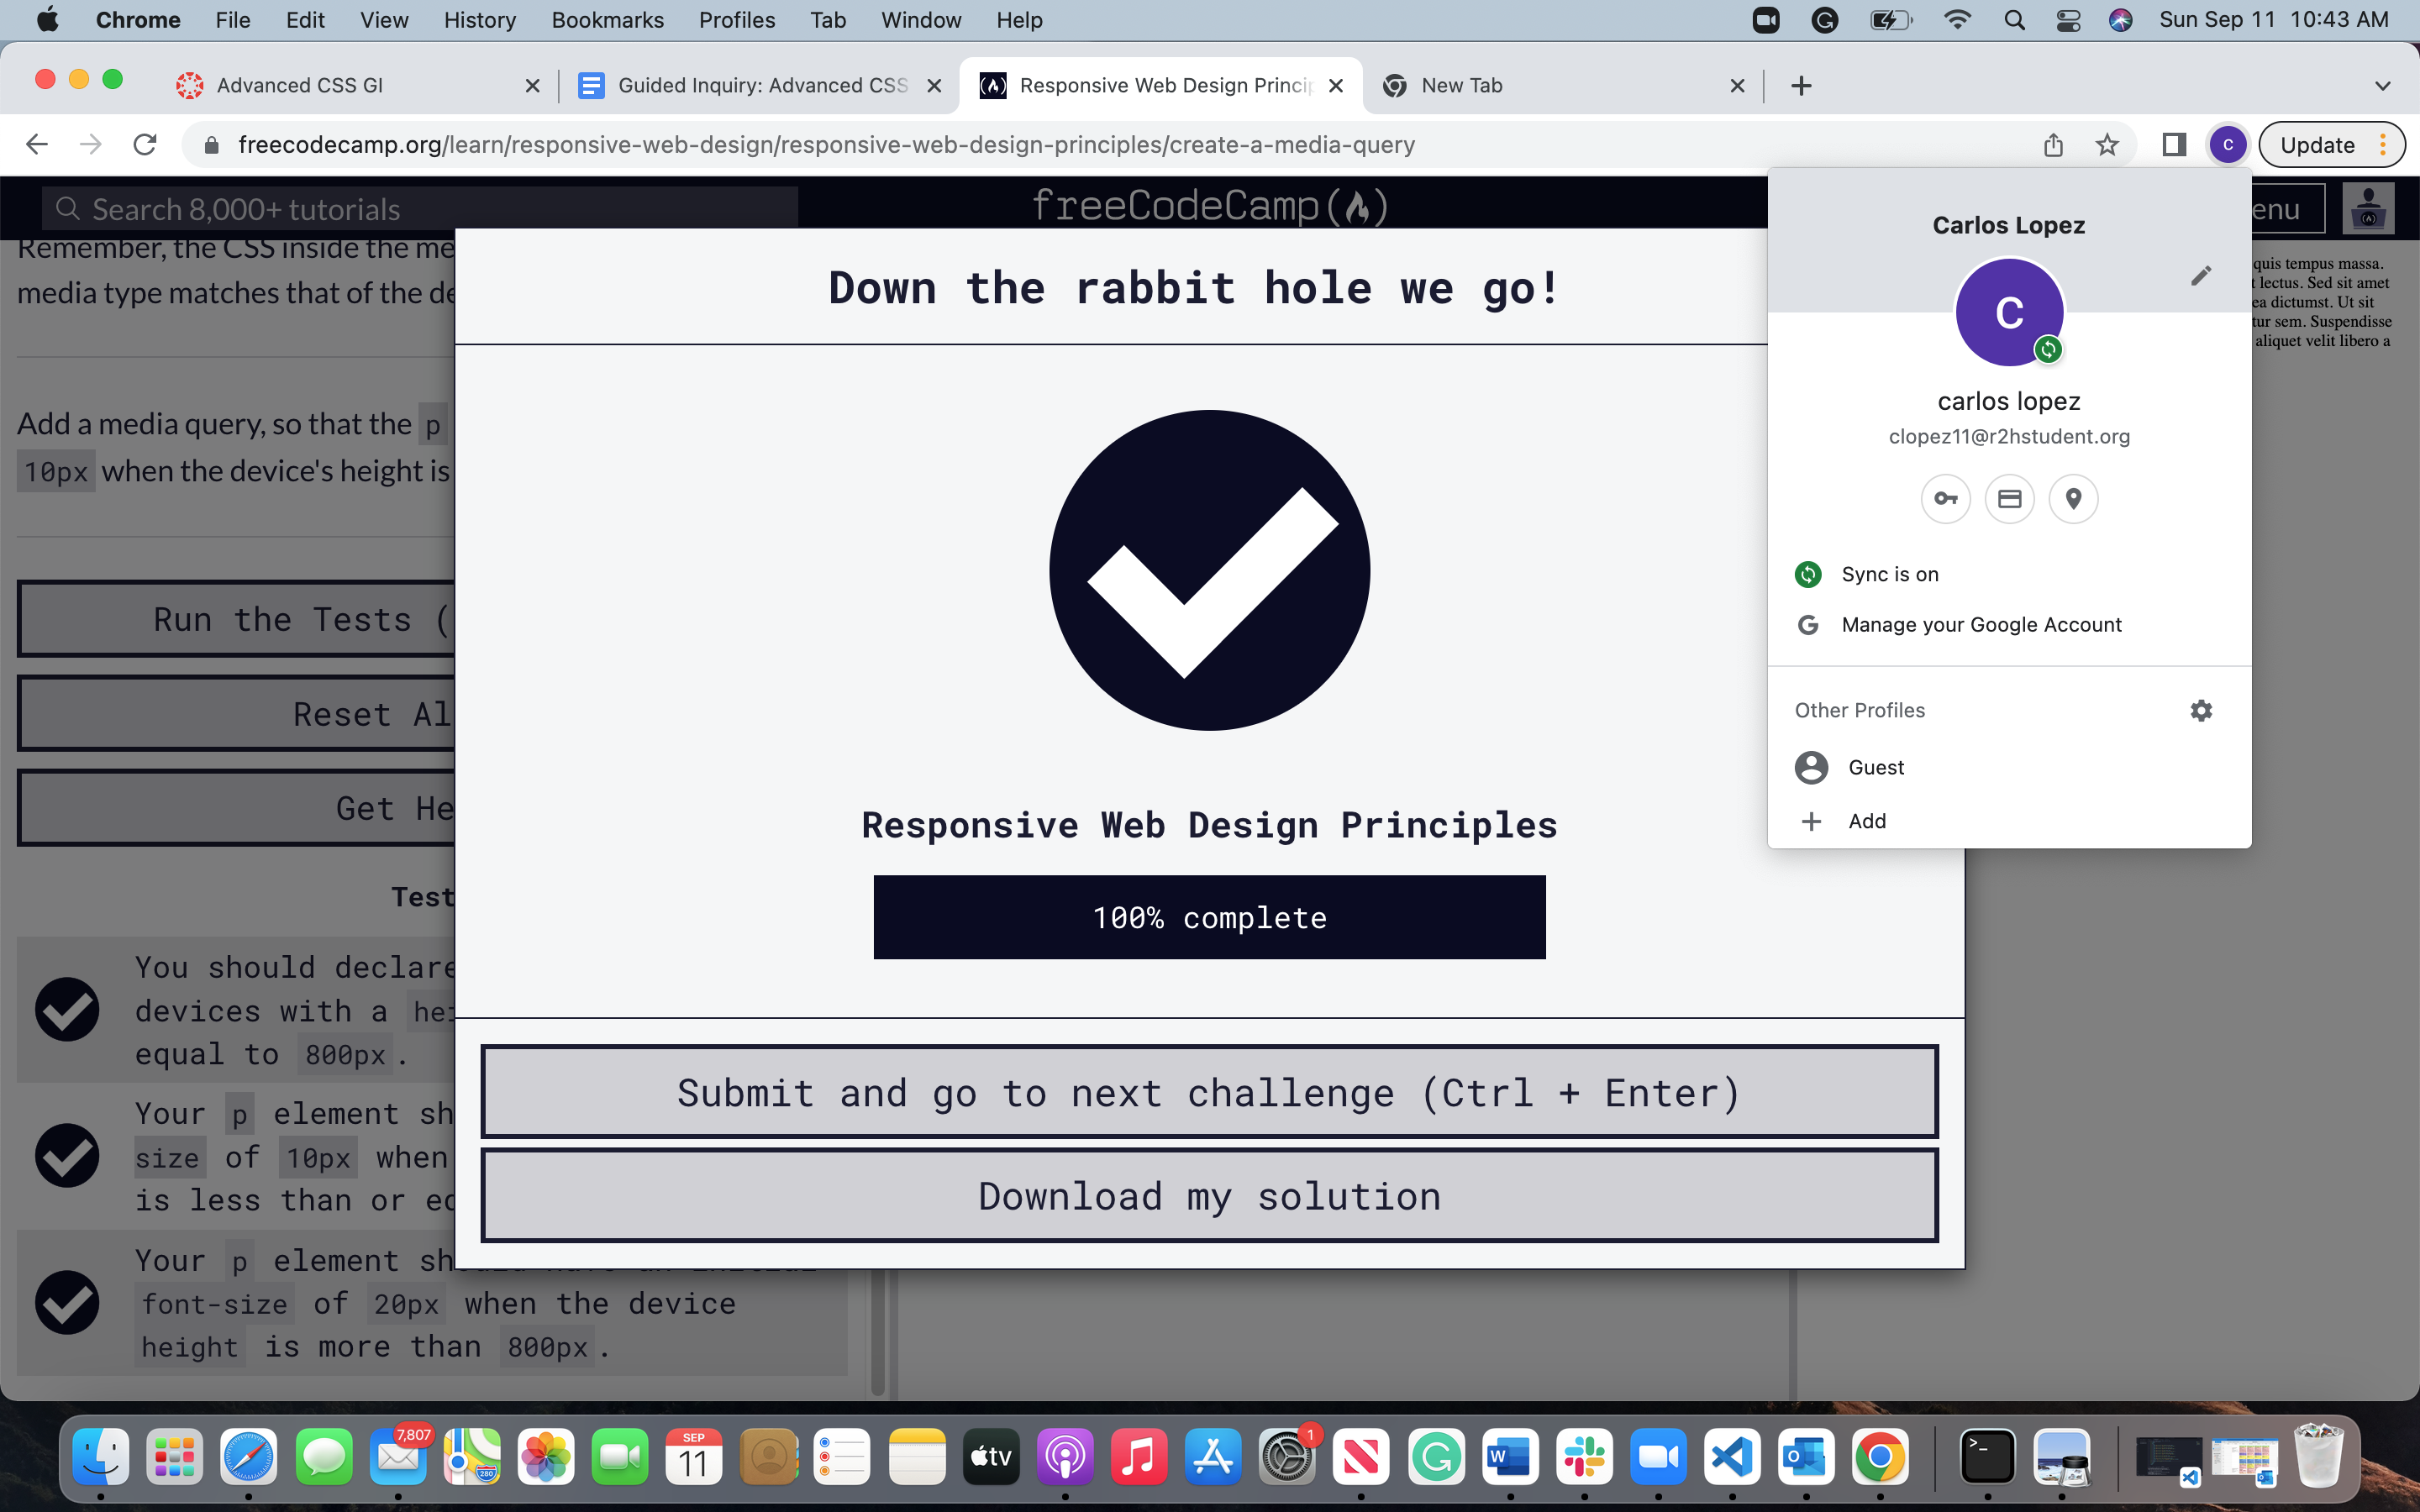 Chrome File Edit View History Bookmarks Profiles Tab Window Help Sun Sep 11 10:43 AM
Advanced CSS GI Guided Inquiry: Advanced CSS Responsive Web Design Princip New Tab
freecodecamp.org/learn/responsive-web-design/responsive-web-design-principles/create-a-media-query C Update
Search 8,000+ tutorials freeCodeCamp enu
Remember, the CSS inside the me
media type matches that of the de
Add a media query, so that the p
10px when the device's height is
Run the Tests (
Reset Al
Get He
Test
You should declare
devices with a hei
equal to 800px.
Your p element sh
size of 10px when
is less than or eq
Your p element sh
font-size of 20px when the device
height is more than 800px.
Down the rabbit hole we go!
Responsive Web Design Principles
100% complete
Submit and go to next challenge (Ctrl + Enter)
Download my solution
Carlos Lopez
C
carlos lopez
clopez11@r2hstudent.org
Sync is on
Manage your Google Account
Other Profiles
Guest
Add
quis tempus massa.
t lectus. Sed sit amet
ea dictumst. Ut sit
tur sem. Suspendisse
aliquet velit libero a
7,807
280
SEP
11
tv
1
W